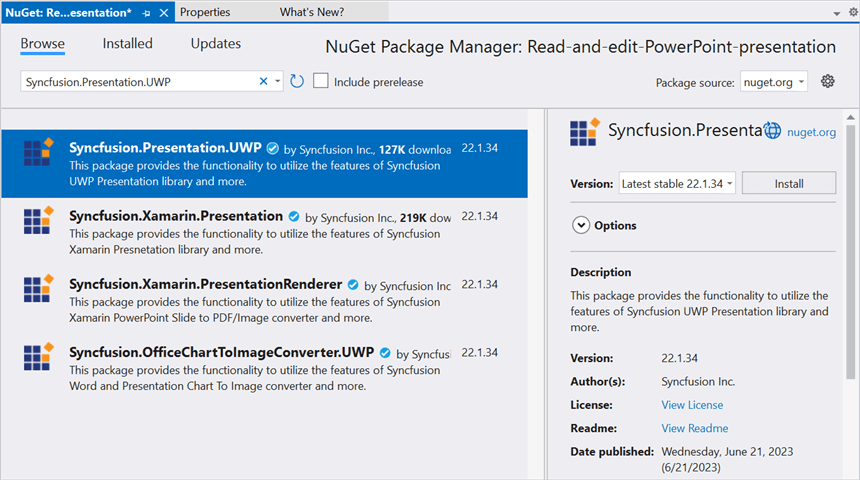 NuGet: Re...esentation*
Properties
What's New?
Browse
Installed
Updates
NuGet Package Manager: Read-and-edit-PowerPoint-presentation
Syncfusion.Presentation.UWP
Include prerelease
Package source: nuget.org
Syncfusion.Presentation.UWP by Syncfusion Inc., 127K downloa 22.1.34
This package provides the functionality to utilize the features of Syncfusion
UWP Presentation library and more.
Syncfusion.Xamarin.Presentation by Syncfusion Inc., 219K dow 22.1.34
This package provides the functionality to utilize the features of Syncfusion
Xamarin Presnetation library and more.
Syncfusion.Xamarin.PresentationRenderer by Syncfusion Inc 22.1.34
This package provides the functionality to utilize the features of Syncfusion
Xamarin PowerPoint Slide to PDF/Image converter and more.
Syncfusion.OfficeChartToImageConverter.UWP by Syncfusi 22.1.34
This package provides the functionality to utilize the features of Syncfusion
Word and Presentation Chart To Image converter and more.
Syncfusion.Presenta nuget.org
Version: Latest stable 22.1.34 Install
Options
Description
This package provides the functionality to utilize the
features of Syncfusion UWP Presentation library and
more.
Version: 22.1.34
Author(s): Syncfusion Inc.
License: View License
Readme: View Readme
Date published: Wednesday, June 21, 2023
(6/21/2023)